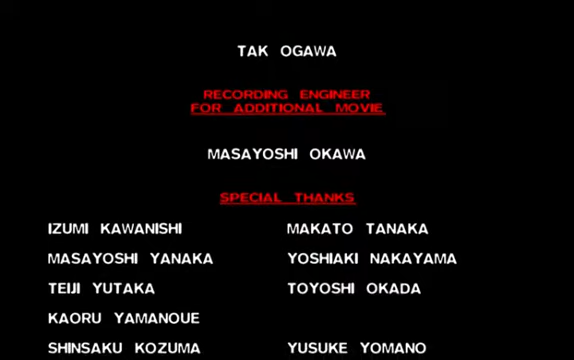 TAK OGAWA
RECORDING ENGINEER
FOR ADDITIONAL MOVIE
MASAYOSHI OKAWA
SPECIAL THANKS
IZUMI KAWANISHI MAKATO TANAKA
MASAYOSHI YANAKA YOSHIAKI NAKAYAMA
TEIJI YUTAKA TOYOSHI OKADA
KAORU YAMANOUE
SHINSAKU KOZUMA YUSUKE YOMANO